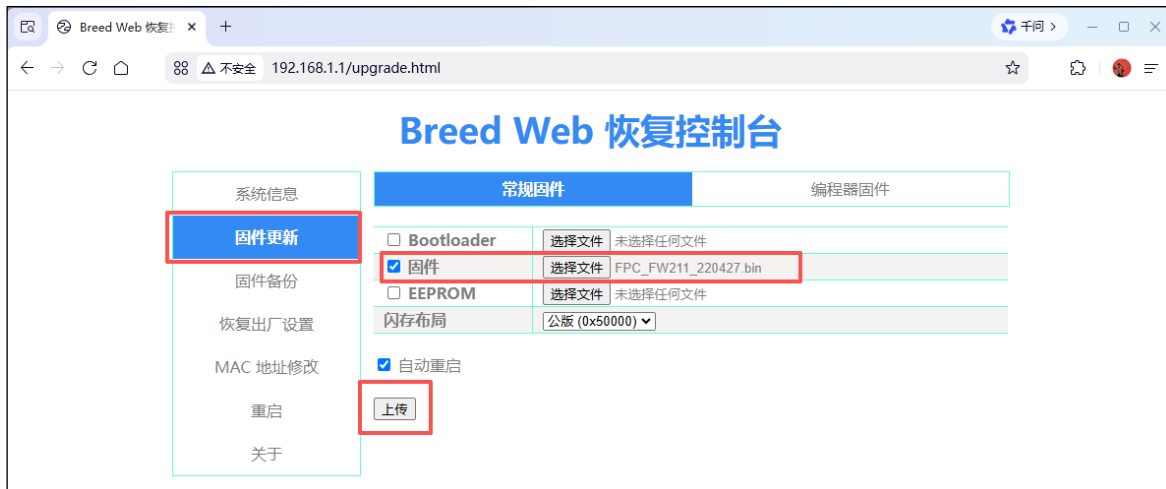 Breed Web 恢复
千问
不安全 192.168.1.1/upgrade.html
Breed Web 恢复控制台
系统信息
固件更新
固件备份
恢复出厂设置
MAC 地址修改
重启
关于
常规固件 编程器固件
Bootloader 选择文件 未选择任何文件
固件 选择文件 FPC_FW211_220427.bin
EEPROM 选择文件 未选择任何文件
闪存布局 公版 (0x50000)
自动重启
上传